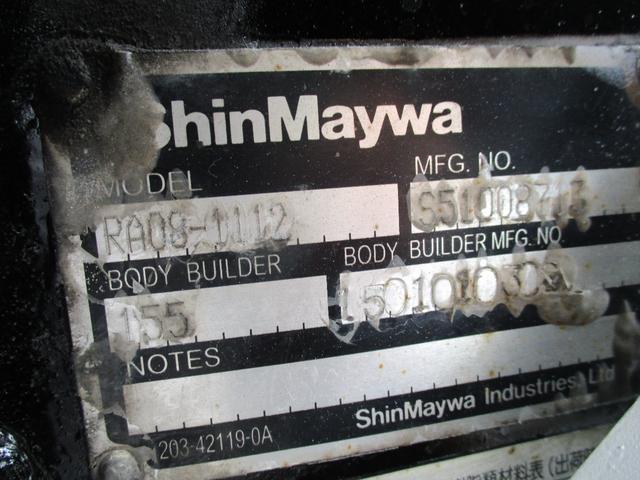 ShinMaywa
MODEL
MFG. NO.
RA08-1112
BODY BUILDER
BODY BUILDER MFG. NO.
155
NOTES
ShinMaywa Industries, Ltd
203-42119-0A